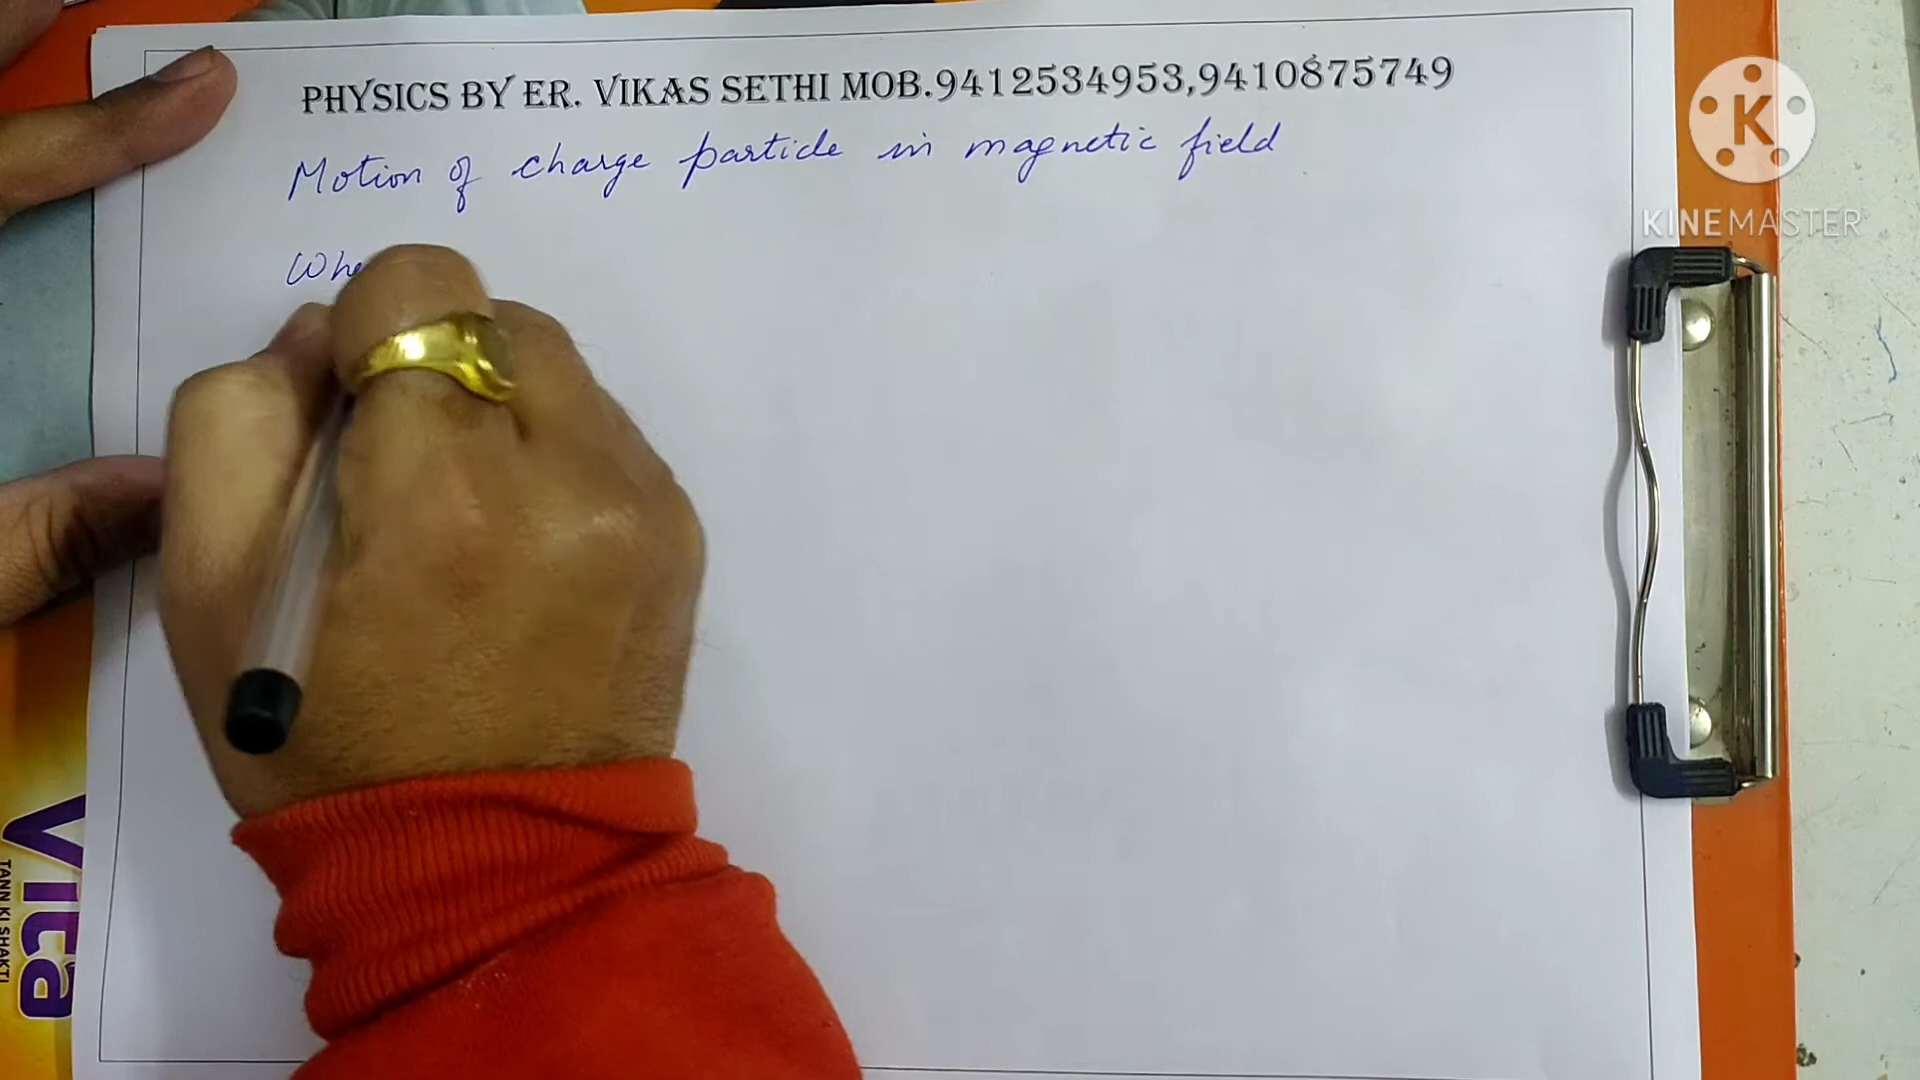 PHYSICS BY ER. VIKAS SETHI MOB.9412534953,9410875749
Motion of charge particle in magnetic field
Whe
K
KINEMASTER
Vita
TANN KI SHAKTI